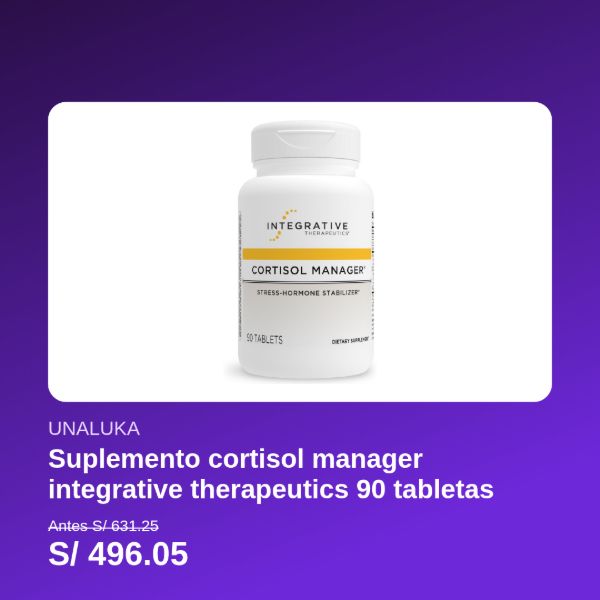 INTEGRATIVE
THERAPEUTICS
CORTISOL MANAGER®
STRESS-HORMONE STABILIZER*
90 TABLETS
DIETARY SUPPLEMENT
UNALUKA
Suplemento cortisol manager
integrative therapeutics 90 tabletas
Antes S/ 631.25
S/ 496.05